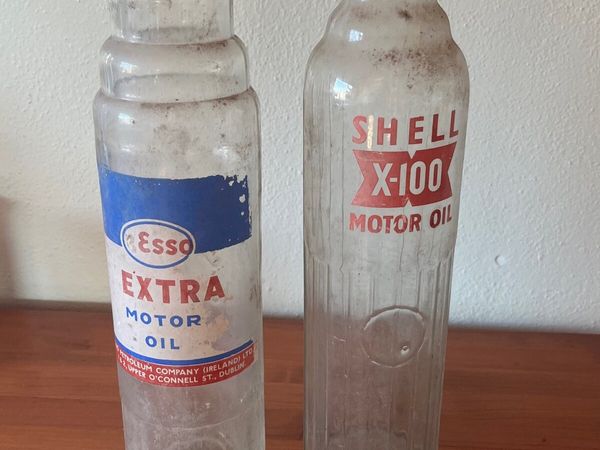 Esso
EXTRA
MOTOR
OIL
PETROLEUM COMPANY (IRELAND) LTD
UPPER O'CONNELL ST., DUBLIN.
SHELL
X-100
MOTOR OIL